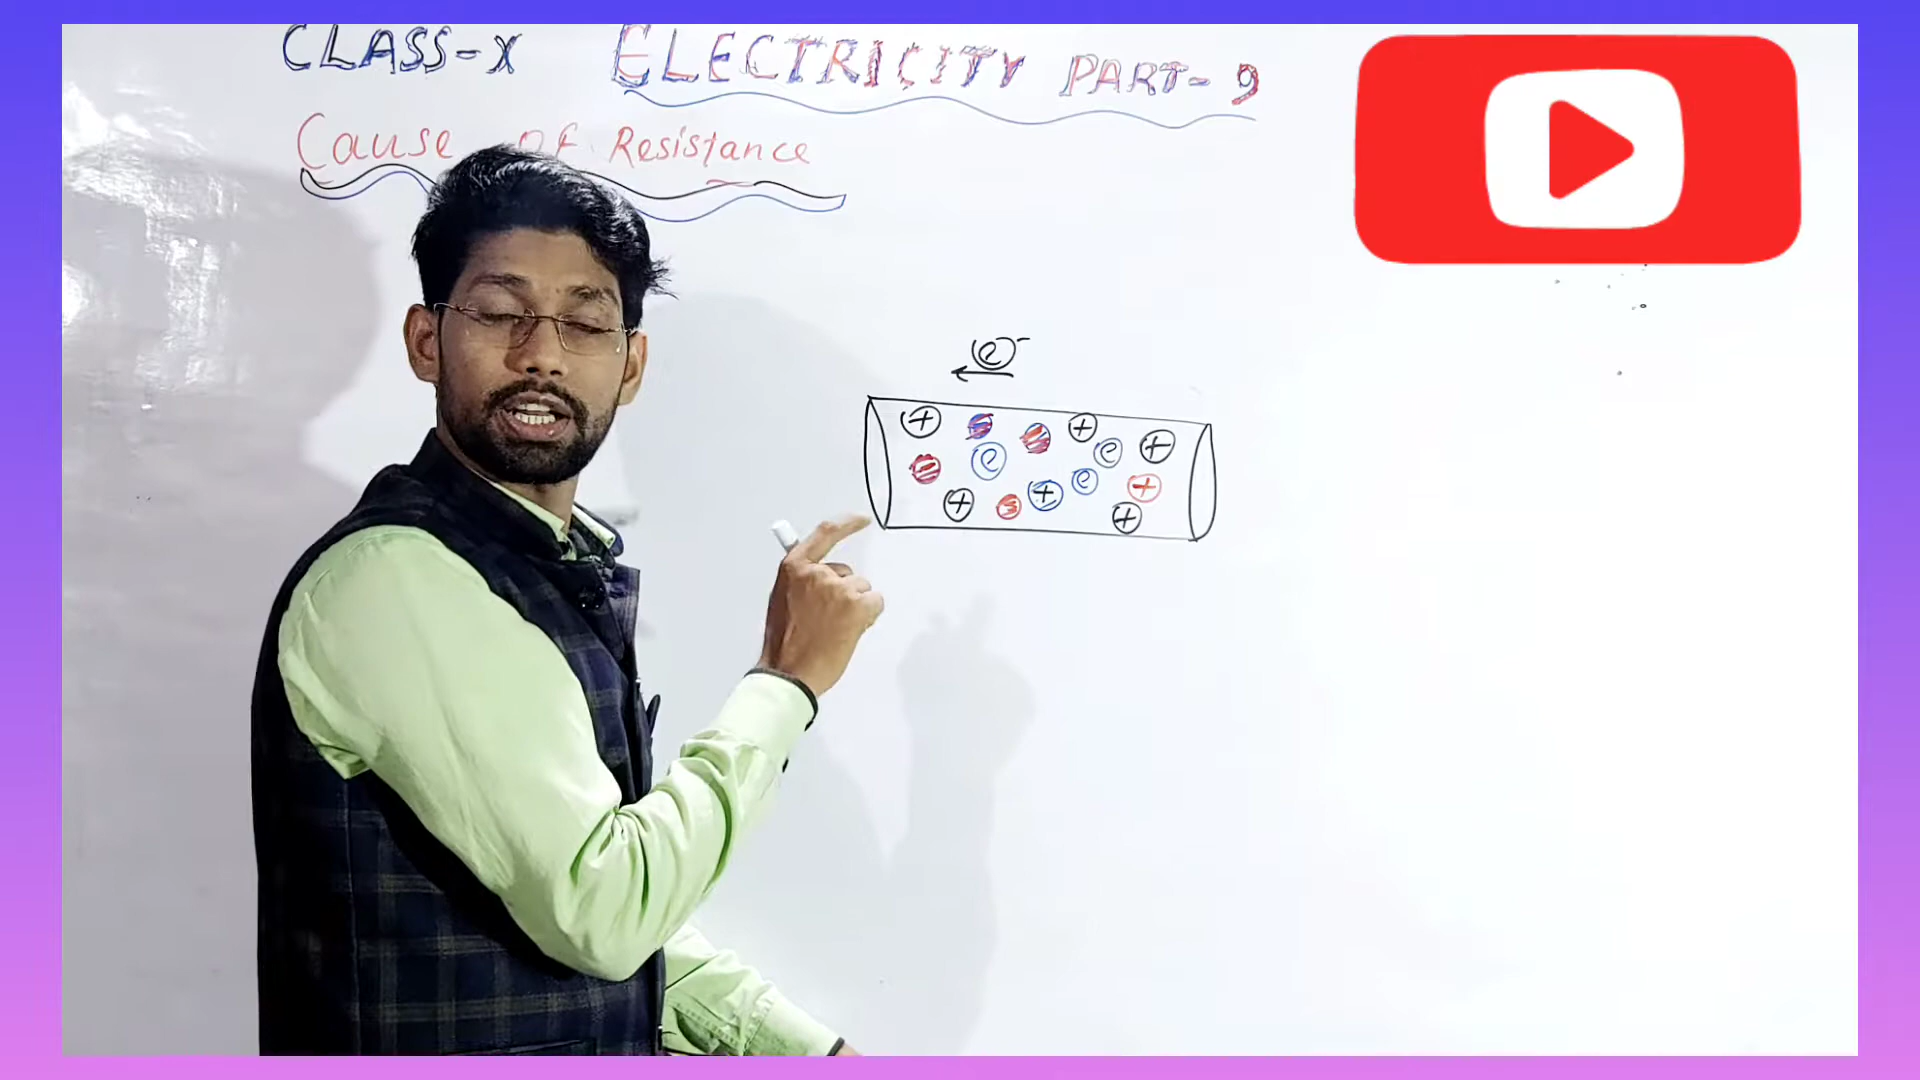 CLASS-X ELECTRICITY PART-9
Cause of Resistance
e-
+ + +
e e
e
+ + +
+